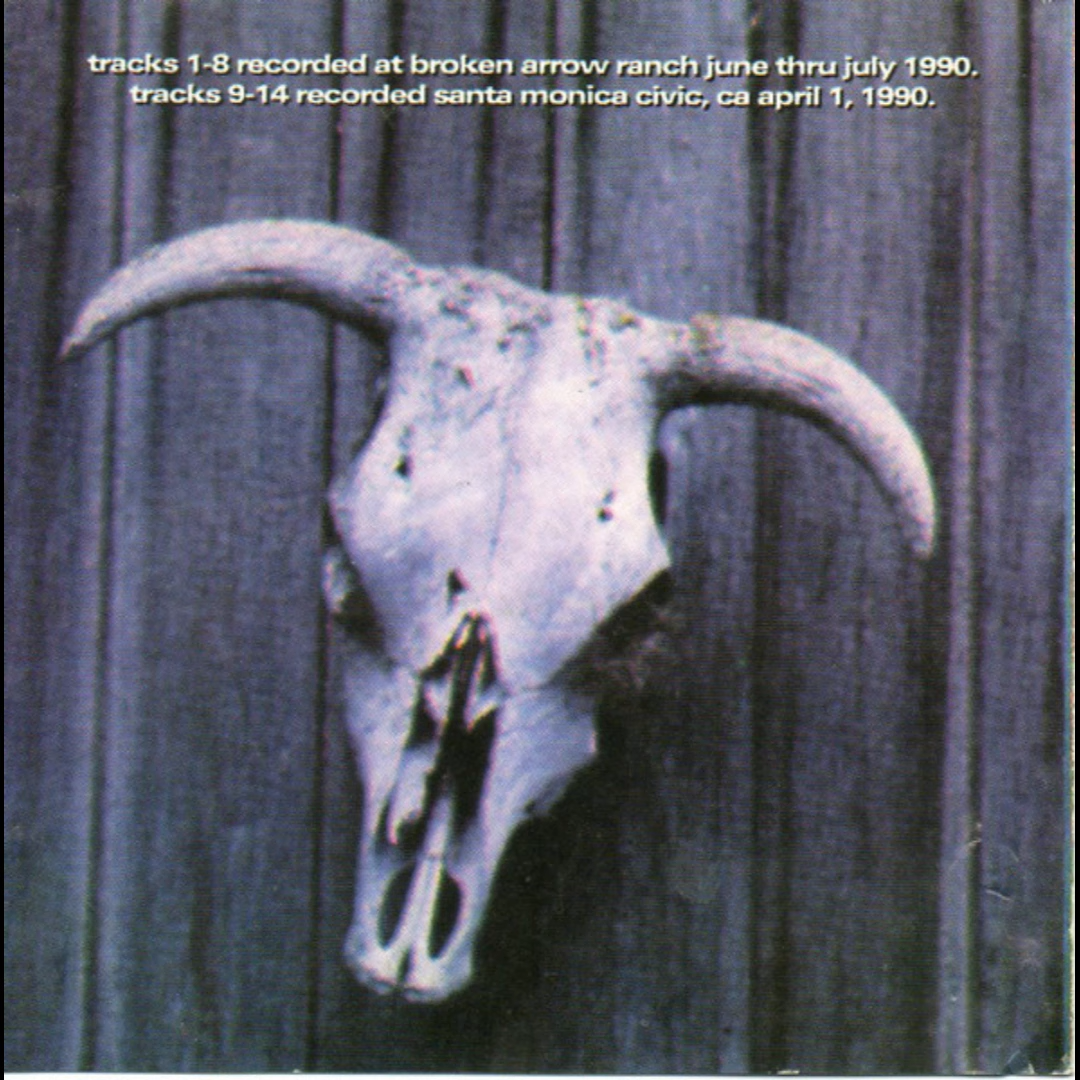 tracks 1-8 recorded at broken arrow ranch june thru july 1990.
tracks 9-14 recorded santa monica civic, ca april 1, 1990.